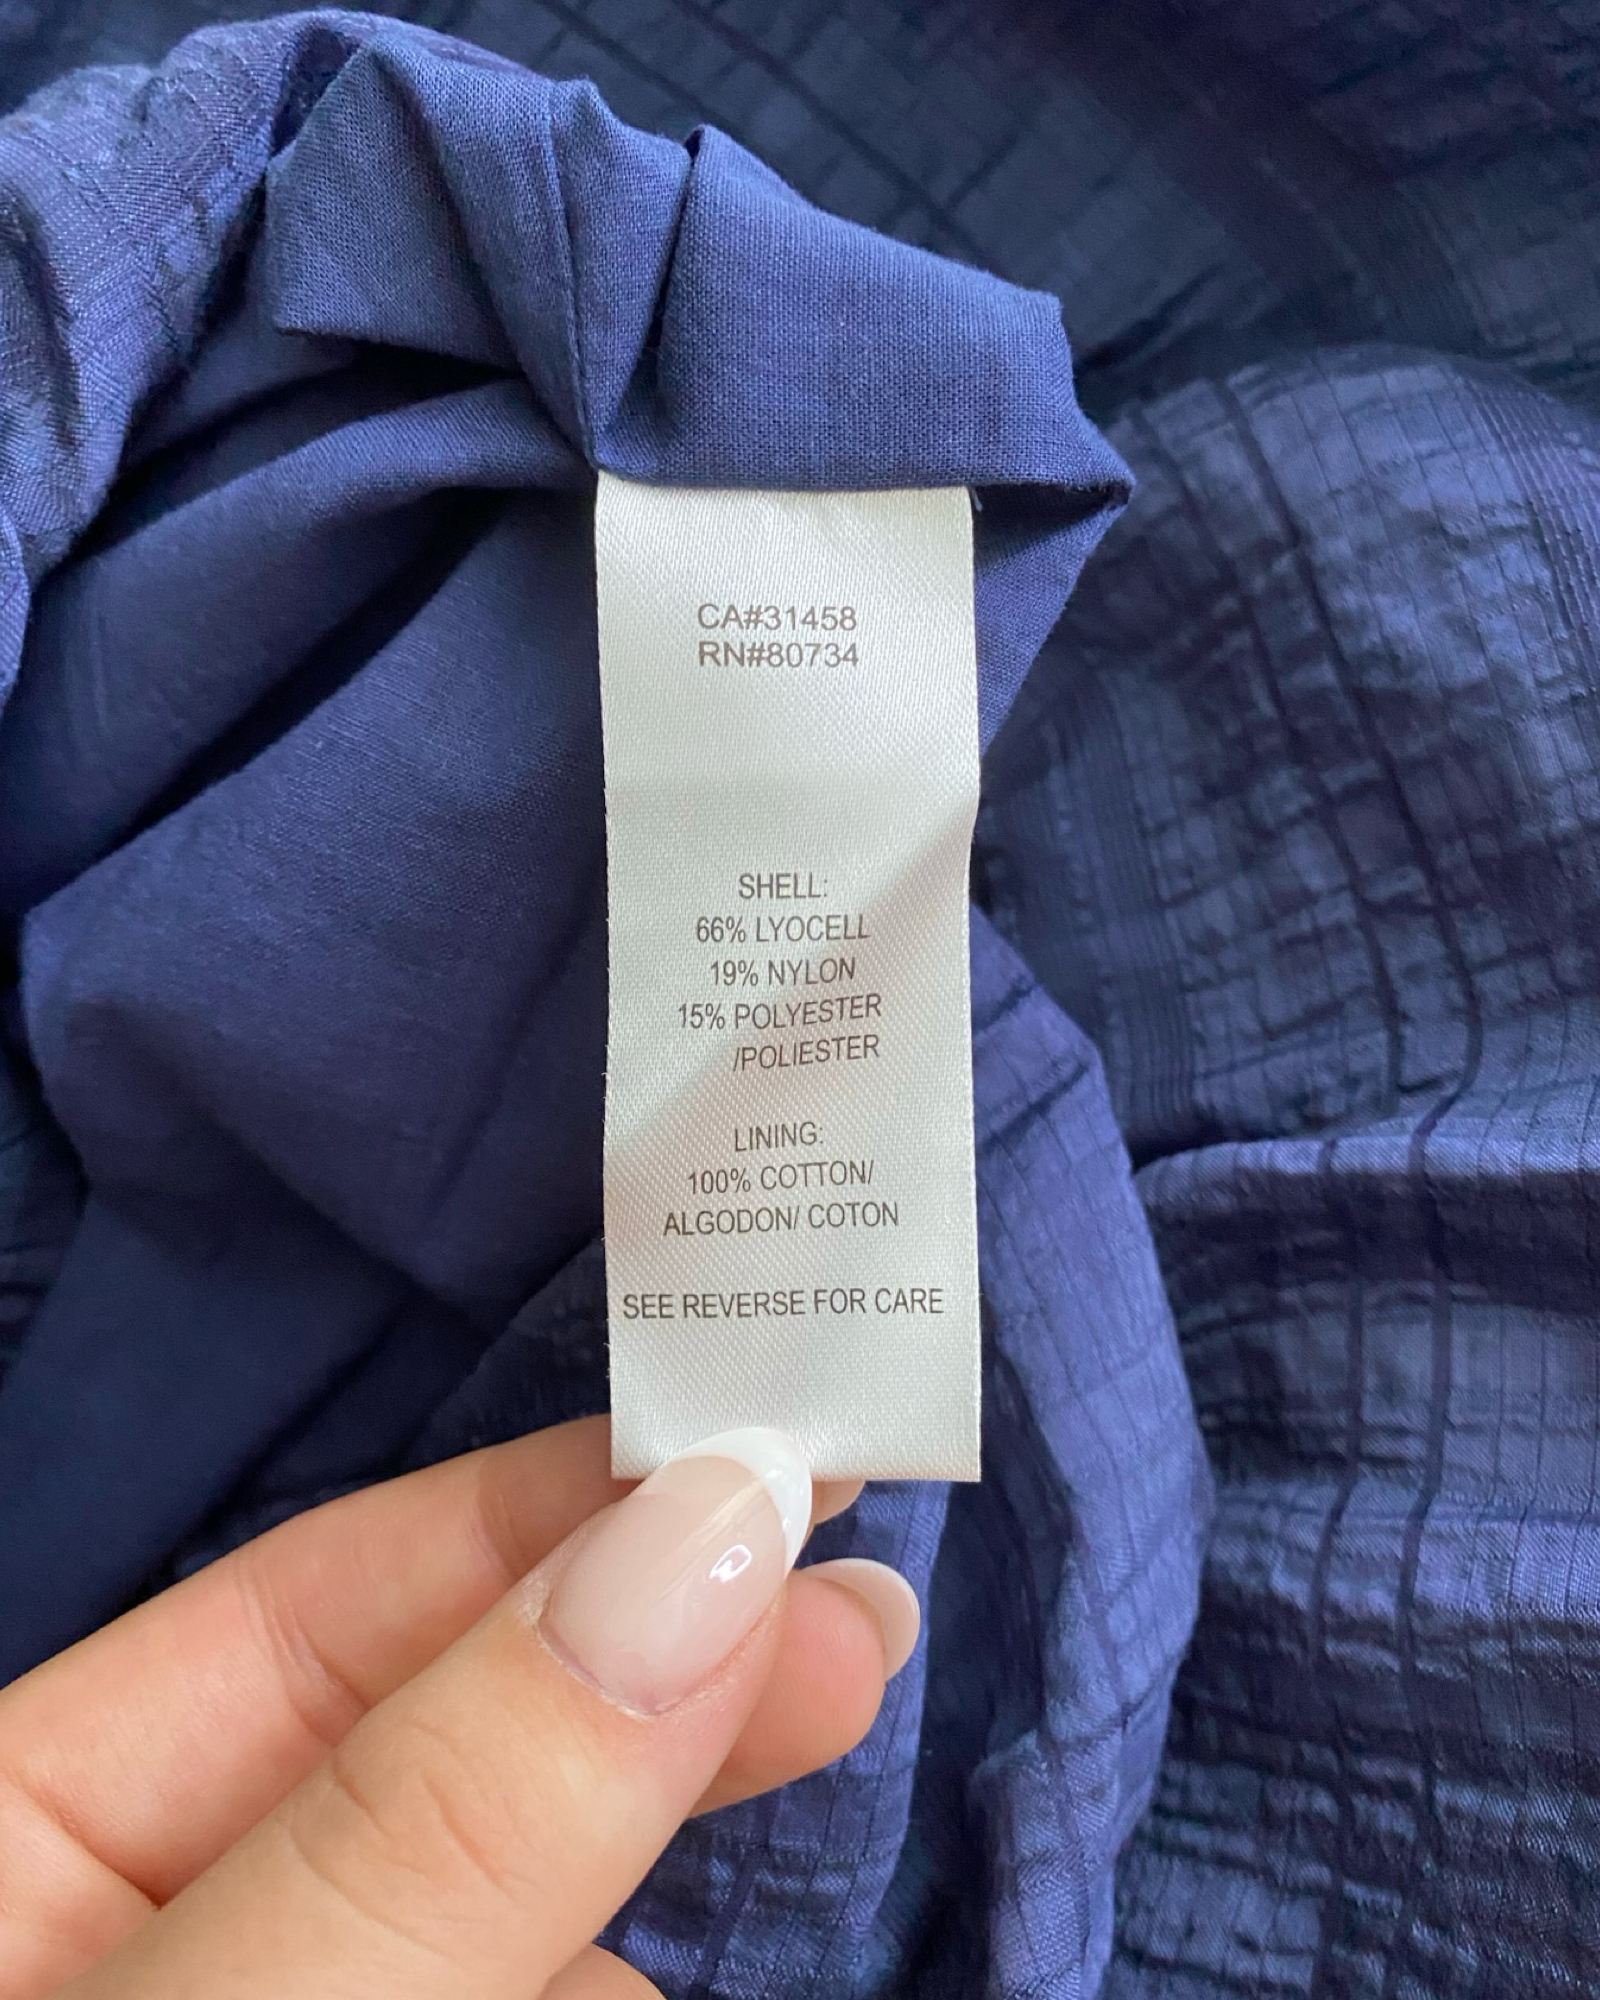 CA#31458
RN#80734
SHELL:
66% LYOCELL
19% NYLON
15% POLYESTER
/POLIESTER
LINING:
100% COTTON/
ALGODON/ COTON
SEE REVERSE FOR CARE